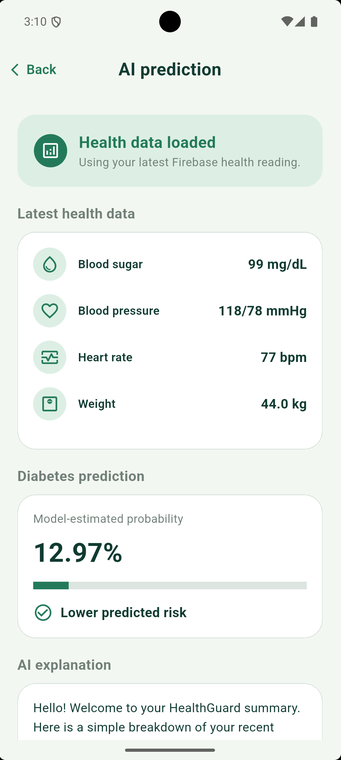 3:10
Back
AI prediction
Health data loaded
Using your latest Firebase health reading.
Latest health data
Blood sugar 99 mg/dL
Blood pressure 118/78 mmHg
Heart rate 77 bpm
Weight 44.0 kg
Diabetes prediction
Model-estimated probability
12.97%
Lower predicted risk
AI explanation
Hello! Welcome to your HealthGuard summary.
Here is a simple breakdown of your recent